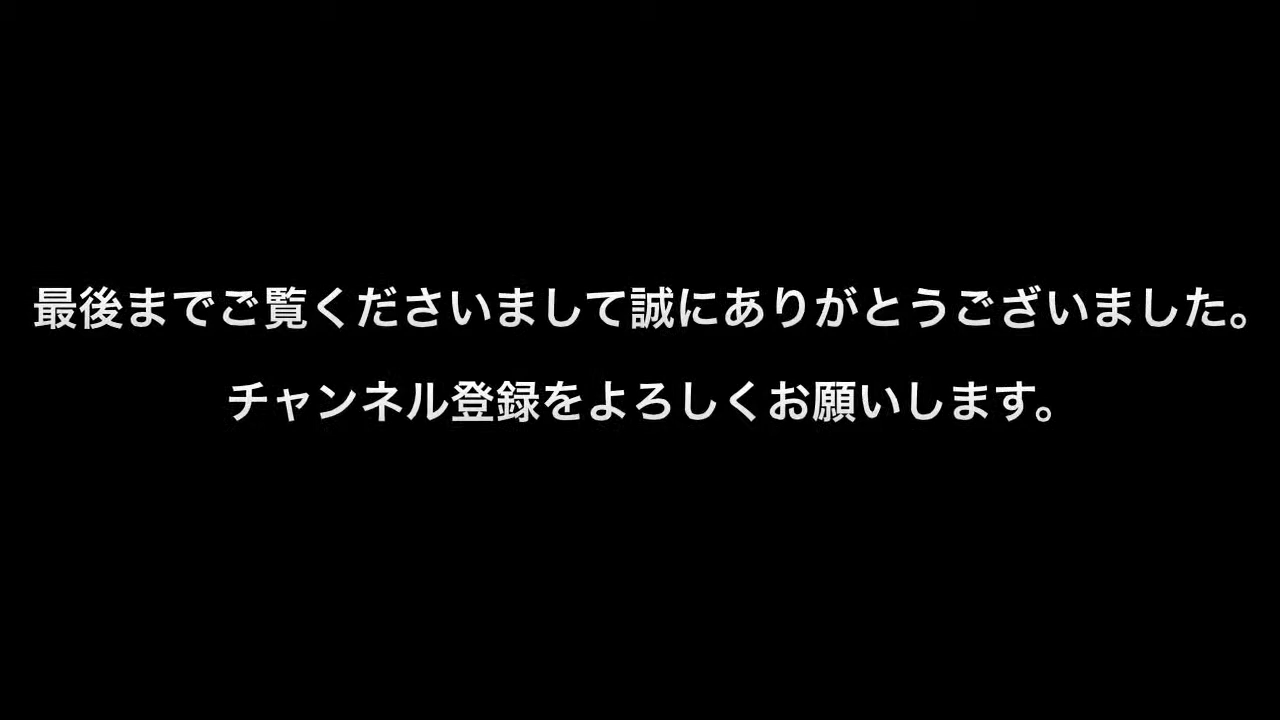 最後までご覧くださいまして誠にありがとうございました。
チャンネル登録をよろしくお願いします。